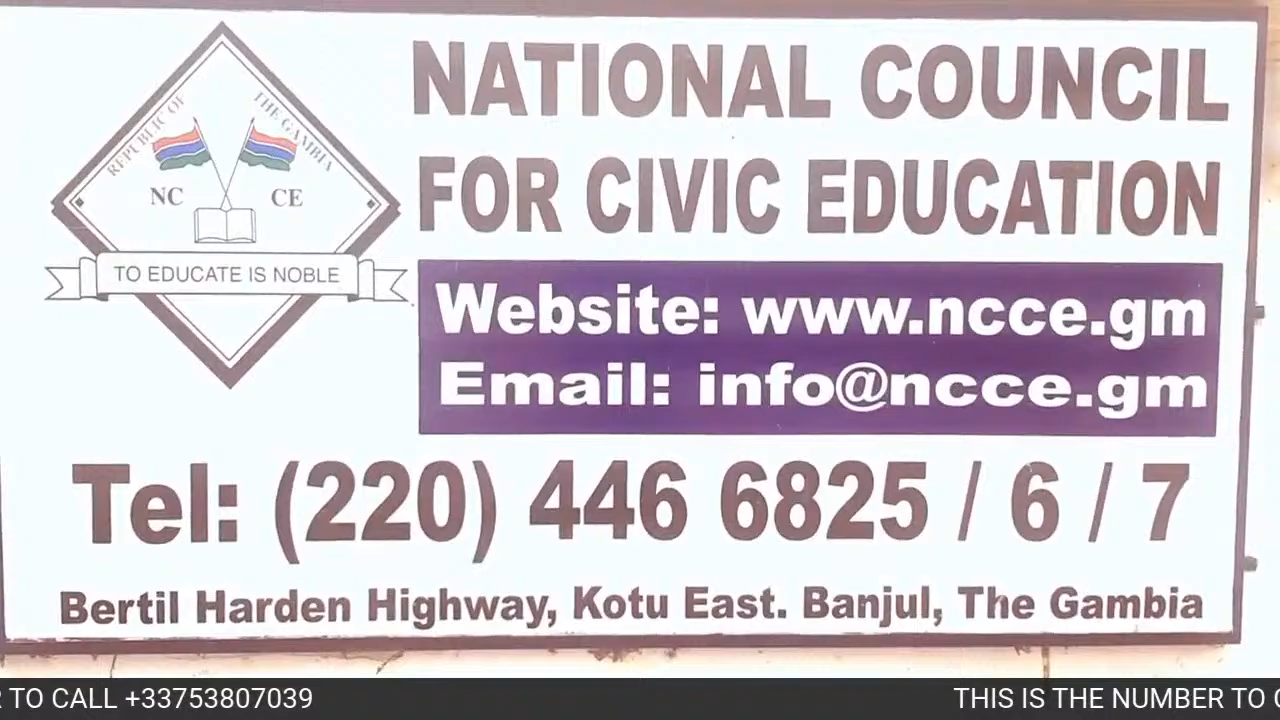 REPUBLIC OF THE GAMBIA
NC CE
TO EDUCATE IS NOBLE
NATIONAL COUNCIL
FOR CIVIC EDUCATION
Website: www.ncce.gm
Email: info@ncce.gm
Tel: (220) 446 6825 / 6 / 7
Bertil Harden Highway, Kotu East. Banjul, The Gambia
TO CALL +33753807039 THIS IS THE NUMBER TO